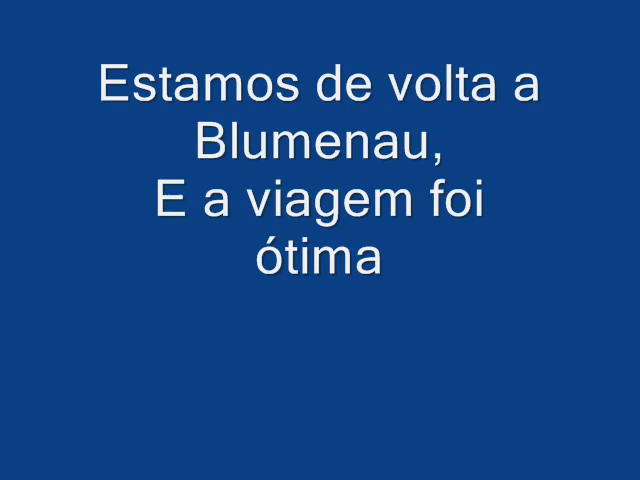 Estamos de volta a
Blumenau,
E a viagem foi
ótima